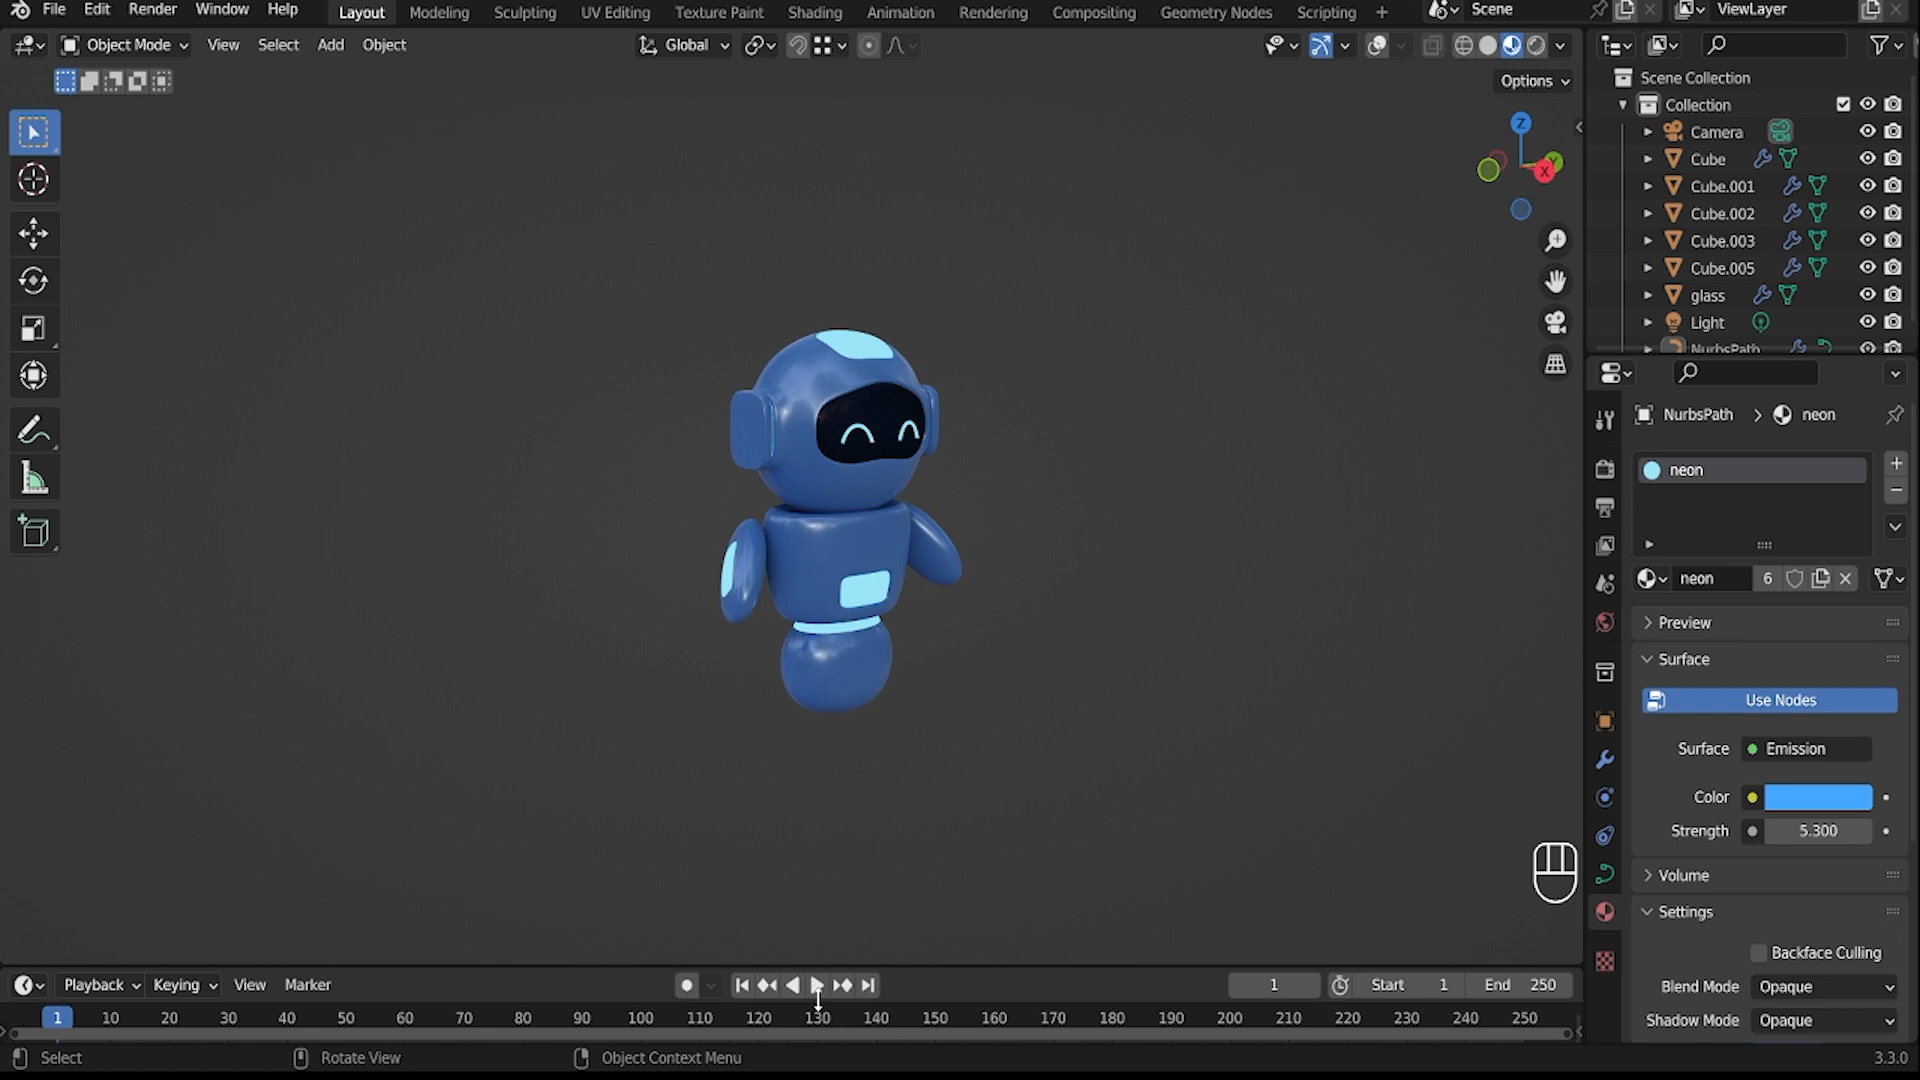 File Edit Render Window Help Layout Modeling Sculpting UV Editing Texture Paint Shading Animation Rendering Compositing Geometry Nodes Scripting + Scene ViewLayer
Object Mode View Select Add Object Global
Options
Z
Y
X
Scene Collection
Collection
Camera
Cube
Cube.001
Cube.002
Cube.003
Cube.005
glass
Light
NurbsPath
NurbsPath > neon
neon
neon 6
Preview
Surface
Use Nodes
Surface Emission
Color
Strength 5.300
Volume
Settings
Backface Culling
Blend Mode Opaque
Shadow Mode Opaque
Playback Keying View Marker 1 Start 1 End 250
1 10 20 30 40 50 60 70 80 90 100 110 120 130 140 150 160 170 180 190 200 210 220 230 240 250
Select Rotate View Object Context Menu 3.3.0